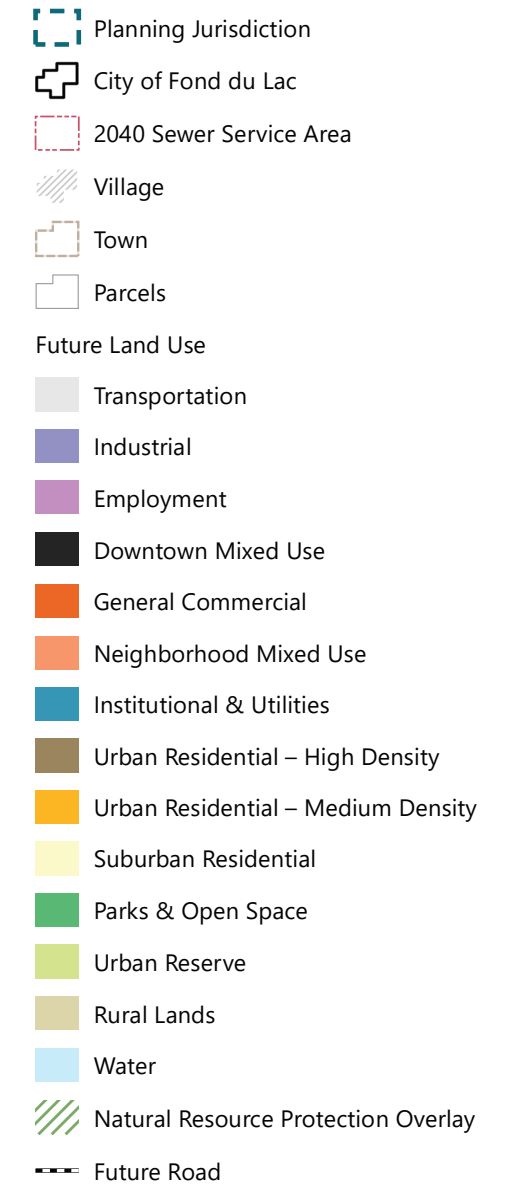 Planning Jurisdiction
City of Fond du Lac
2040 Sewer Service Area
Village
Town
Parcels
Future Land Use
Transportation
Industrial
Employment
Downtown Mixed Use
General Commercial
Neighborhood Mixed Use
Institutional & Utilities
Urban Residential – High Density
Urban Residential – Medium Density
Suburban Residential
Parks & Open Space
Urban Reserve
Rural Lands
Water
Natural Resource Protection Overlay
Future Road